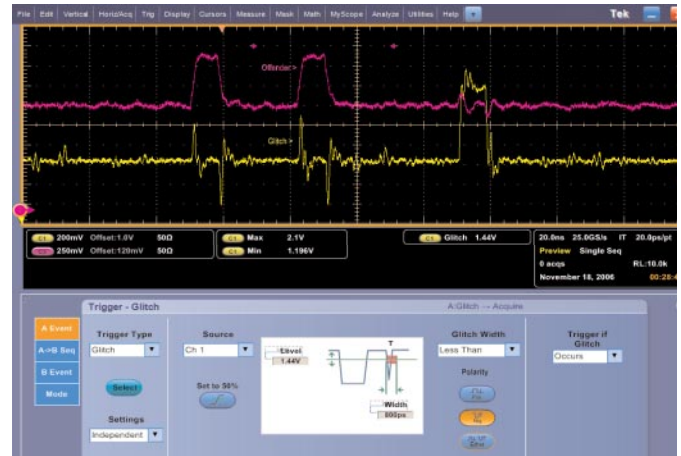 File Edit Vertical Horiz/Acq Trig Display Cursors Measure Mask Math MyScope Analyze Utilities Help Tek
Offender >
Glitch >
C1 200mV Offset:1.0V 50Ω
250mV Offset:120mV 50Ω
C1 Max 2.1V
C1 Min 1.196V
C1 Glitch 1.44V
20.0ns 25.0GS/s IT 20.0ps/pt
Preview Single Seq
0 acqs RL:10.0k
November 18, 2006
Trigger - Glitch
A:Glitch → Acquire
A Event
A->B Seq
B Event
Mode
Trigger Type
Glitch
Select
Settings
Independent
Source
Ch 1
Set to 50%
Level
1.44V
T
Width
800ps
Glitch Width
Less Than
Polarity
Pos
Neg
Either
Trigger if
Glitch
Occurs